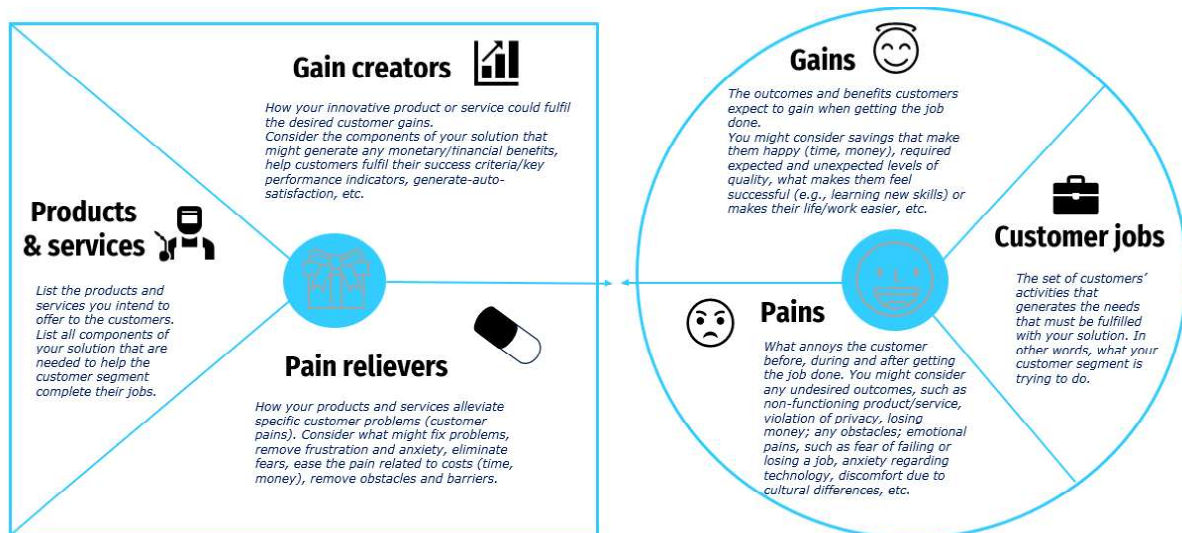 Gain creators
How your innovative product or service could fulfil
the desired customer gains.
Consider the components of your solution that
might generate any monetary/financial benefits,
help customers fulfil their success criteria/key
performance indicators, generate-auto-
satisfaction, etc.
Products
& services
List the products and
services you intend to
offer to the customers.
List all components of
your solution that are
needed to help the
customer segment
complete their jobs.
Pain relievers
How your products and services alleviate
specific customer problems (customer
pains). Consider what might fix problems,
remove frustration and anxiety, eliminate
fears, ease the pain related to costs (time,
money), remove obstacles and barriers.
Gains
The outcomes and benefits customers
expect to gain when getting the job
done.
You might consider savings that make
them happy (time, money), required
expected and unexpected levels of
quality, what makes them feel
successful (e.g., learning new skills) or
makes their life/work easier, etc.
Customer jobs
The set of customers'
activities that
generates the needs
that must be fulfilled
with your solution. In
other words, what your
customer segment is
trying to do.
Pains
What annoys the customer
before, during and after getting
the job done. You might consider
any undesired outcomes, such as
non-functioning product/service,
violation of privacy, losing
money; any obstacles; emotional
pains, such as fear of failing or
losing a job, anxiety regarding
technology, discomfort due to
cultural differences, etc.